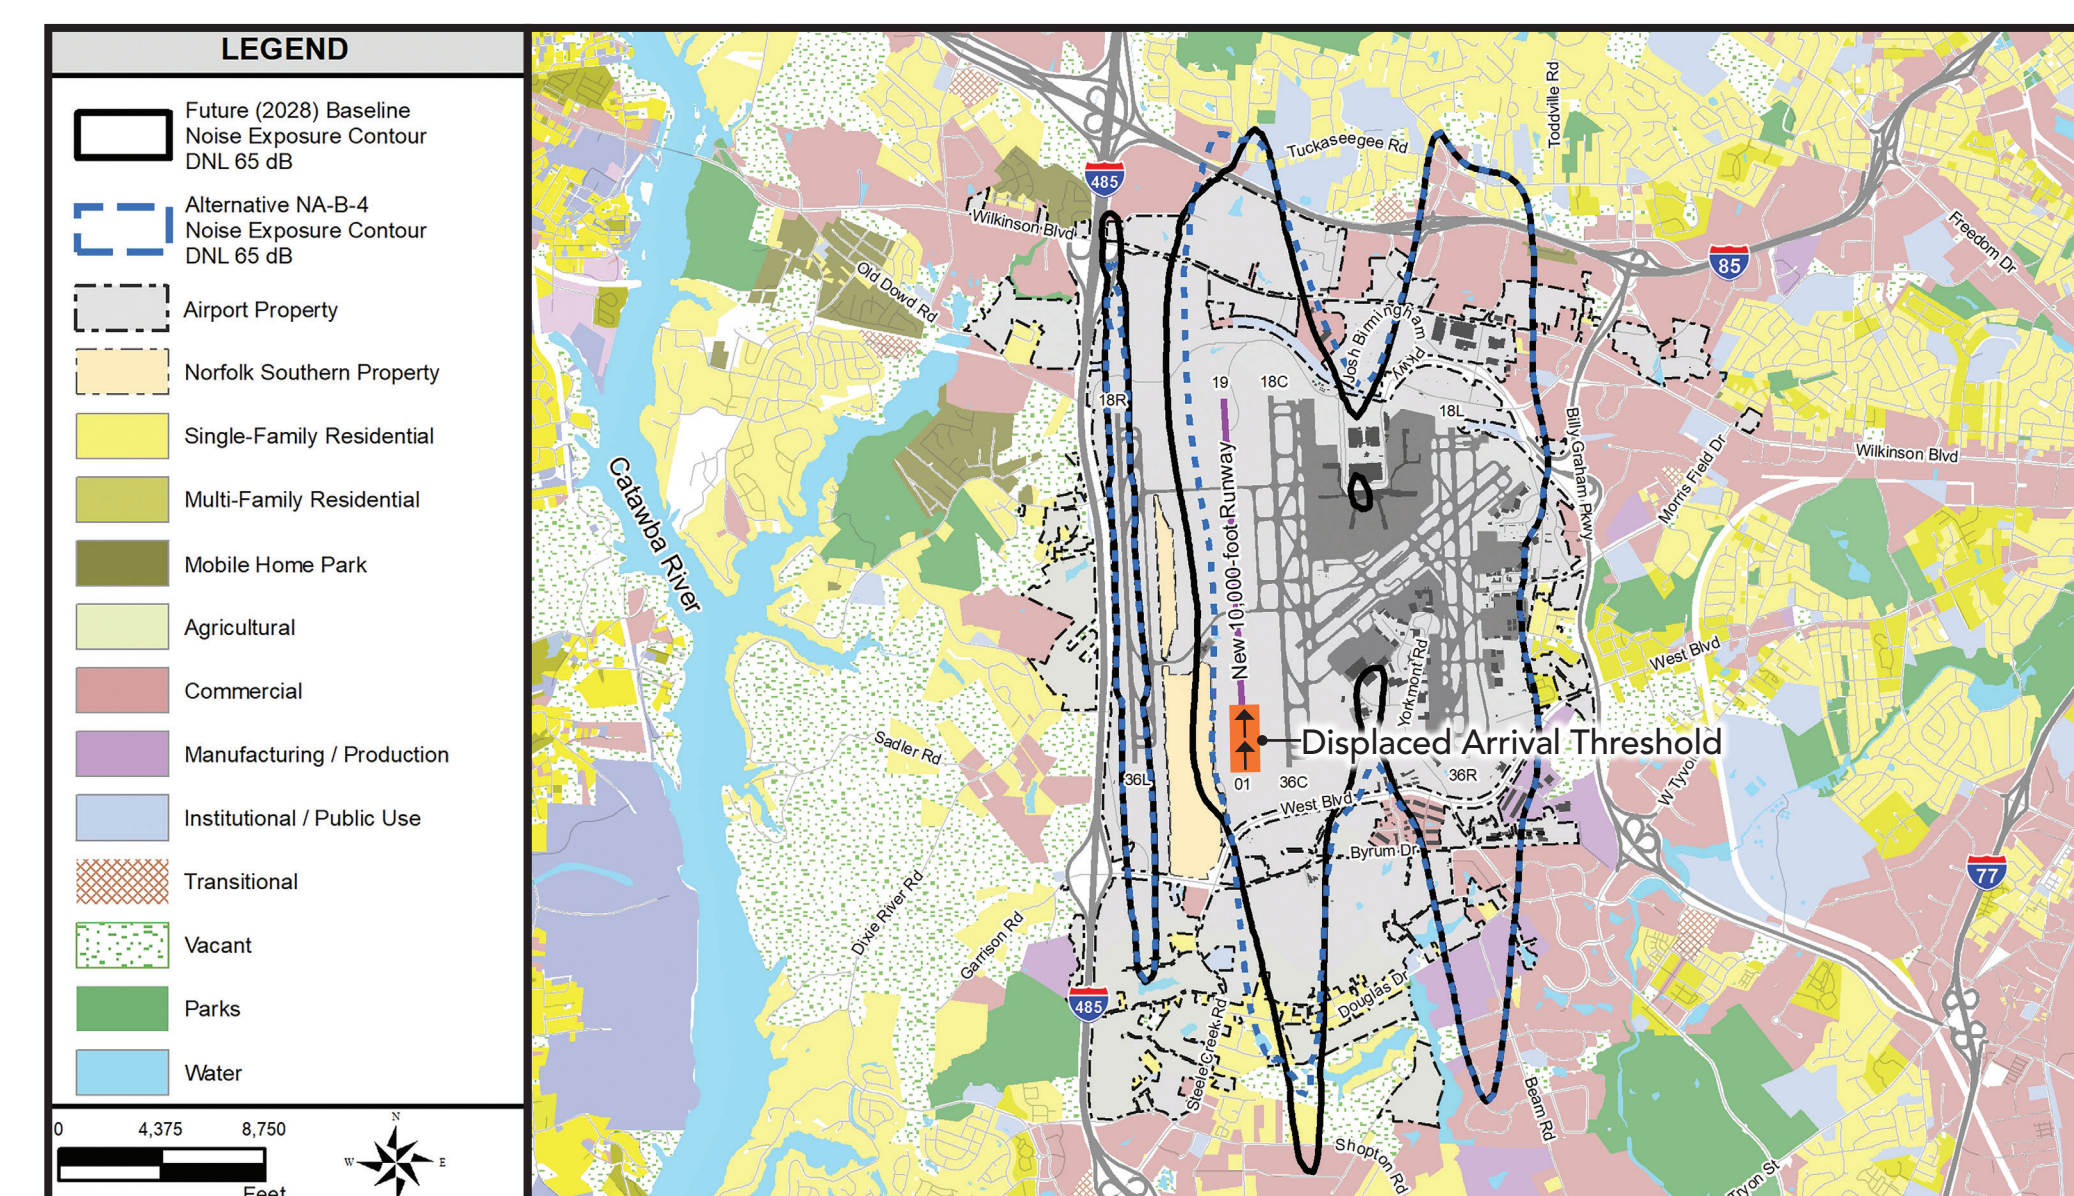 LEGEND
Future (2028) Baseline
Noise Exposure Contour
DNL 65 dB
Alternative NA-B-4
Noise Exposure Contour
DNL 65 dB
Airport Property
Norfolk Southern Property
Single-Family Residential
Multi-Family Residential
Mobile Home Park
Agricultural
Commercial
Manufacturing / Production
Institutional / Public Use
Transitional
Vacant
Parks
Water
0 4,375 8,750
Feet
N
W E
Toddville Rd
Tuckaseegee Rd
485
Wilkinson Blvd
Freedom Dr
85
Old Dowd Rd
Josh Birmingham Pkwy
19
18C
18R
18L
Billy Graham Pkwy
Morris Field Dr
Wilkinson Blvd
Catawba River
New 10,000-foot Runway
West Blvd
Yorkmont Rd
Displaced Arrival Threshold
Sadler Rd
36L
01
36C
36R
West Blvd
Byrum Dr
77
Dixie River Rd
Garrison Rd
485
Douglas Dr
Steele Creek Rd
Beam Rd
Shopton Rd
Tryon St